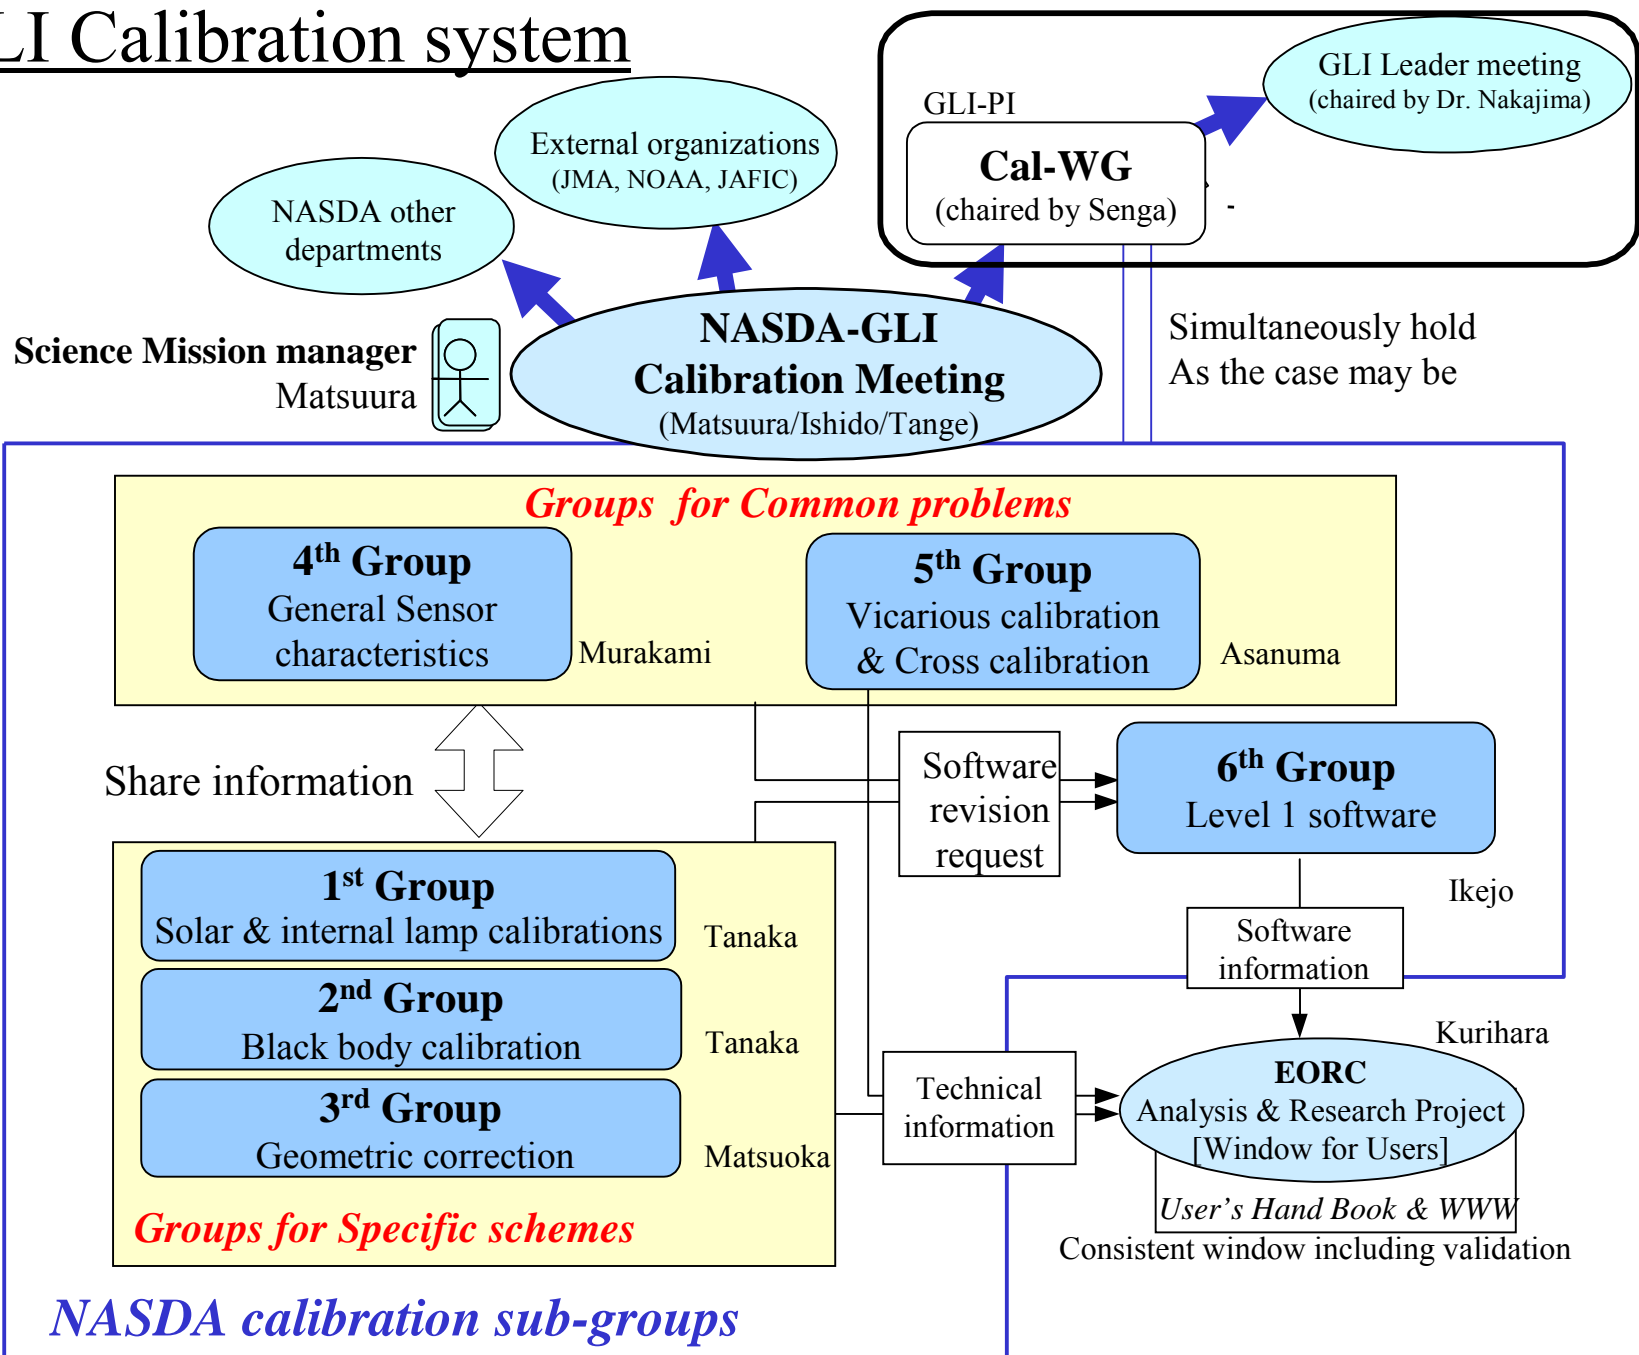 LI Calibration system
GLI Leader meeting
(chaired by Dr. Nakajima)
GLI-PI
Cal-WG
(chaired by Senga)
-
External organizations
(JMA, NOAA, JAFIC)
NASDA other
departments
NASDA-GLI
Calibration Meeting
(Matsuura/Ishido/Tange)
Science Mission manager
Matsuura
Simultaneously hold
As the case may be
Groups for Common problems
4th Group
General Sensor
characteristics
Murakami
5th Group
Vicarious calibration
& Cross calibration
Asanuma
Share information
Software
revision
request
6th Group
Level 1 software
Ikejo
1st Group
Solar & internal lamp calibrations
Tanaka
2nd Group
Black body calibration
Tanaka
3rd Group
Geometric correction
Matsuoka
Groups for Specific schemes
Software
information
Kurihara
Technical
information
EORC
Analysis & Research Project
[Window for Users]
User’s Hand Book & WWW
Consistent window including validation
NASDA calibration sub-groups